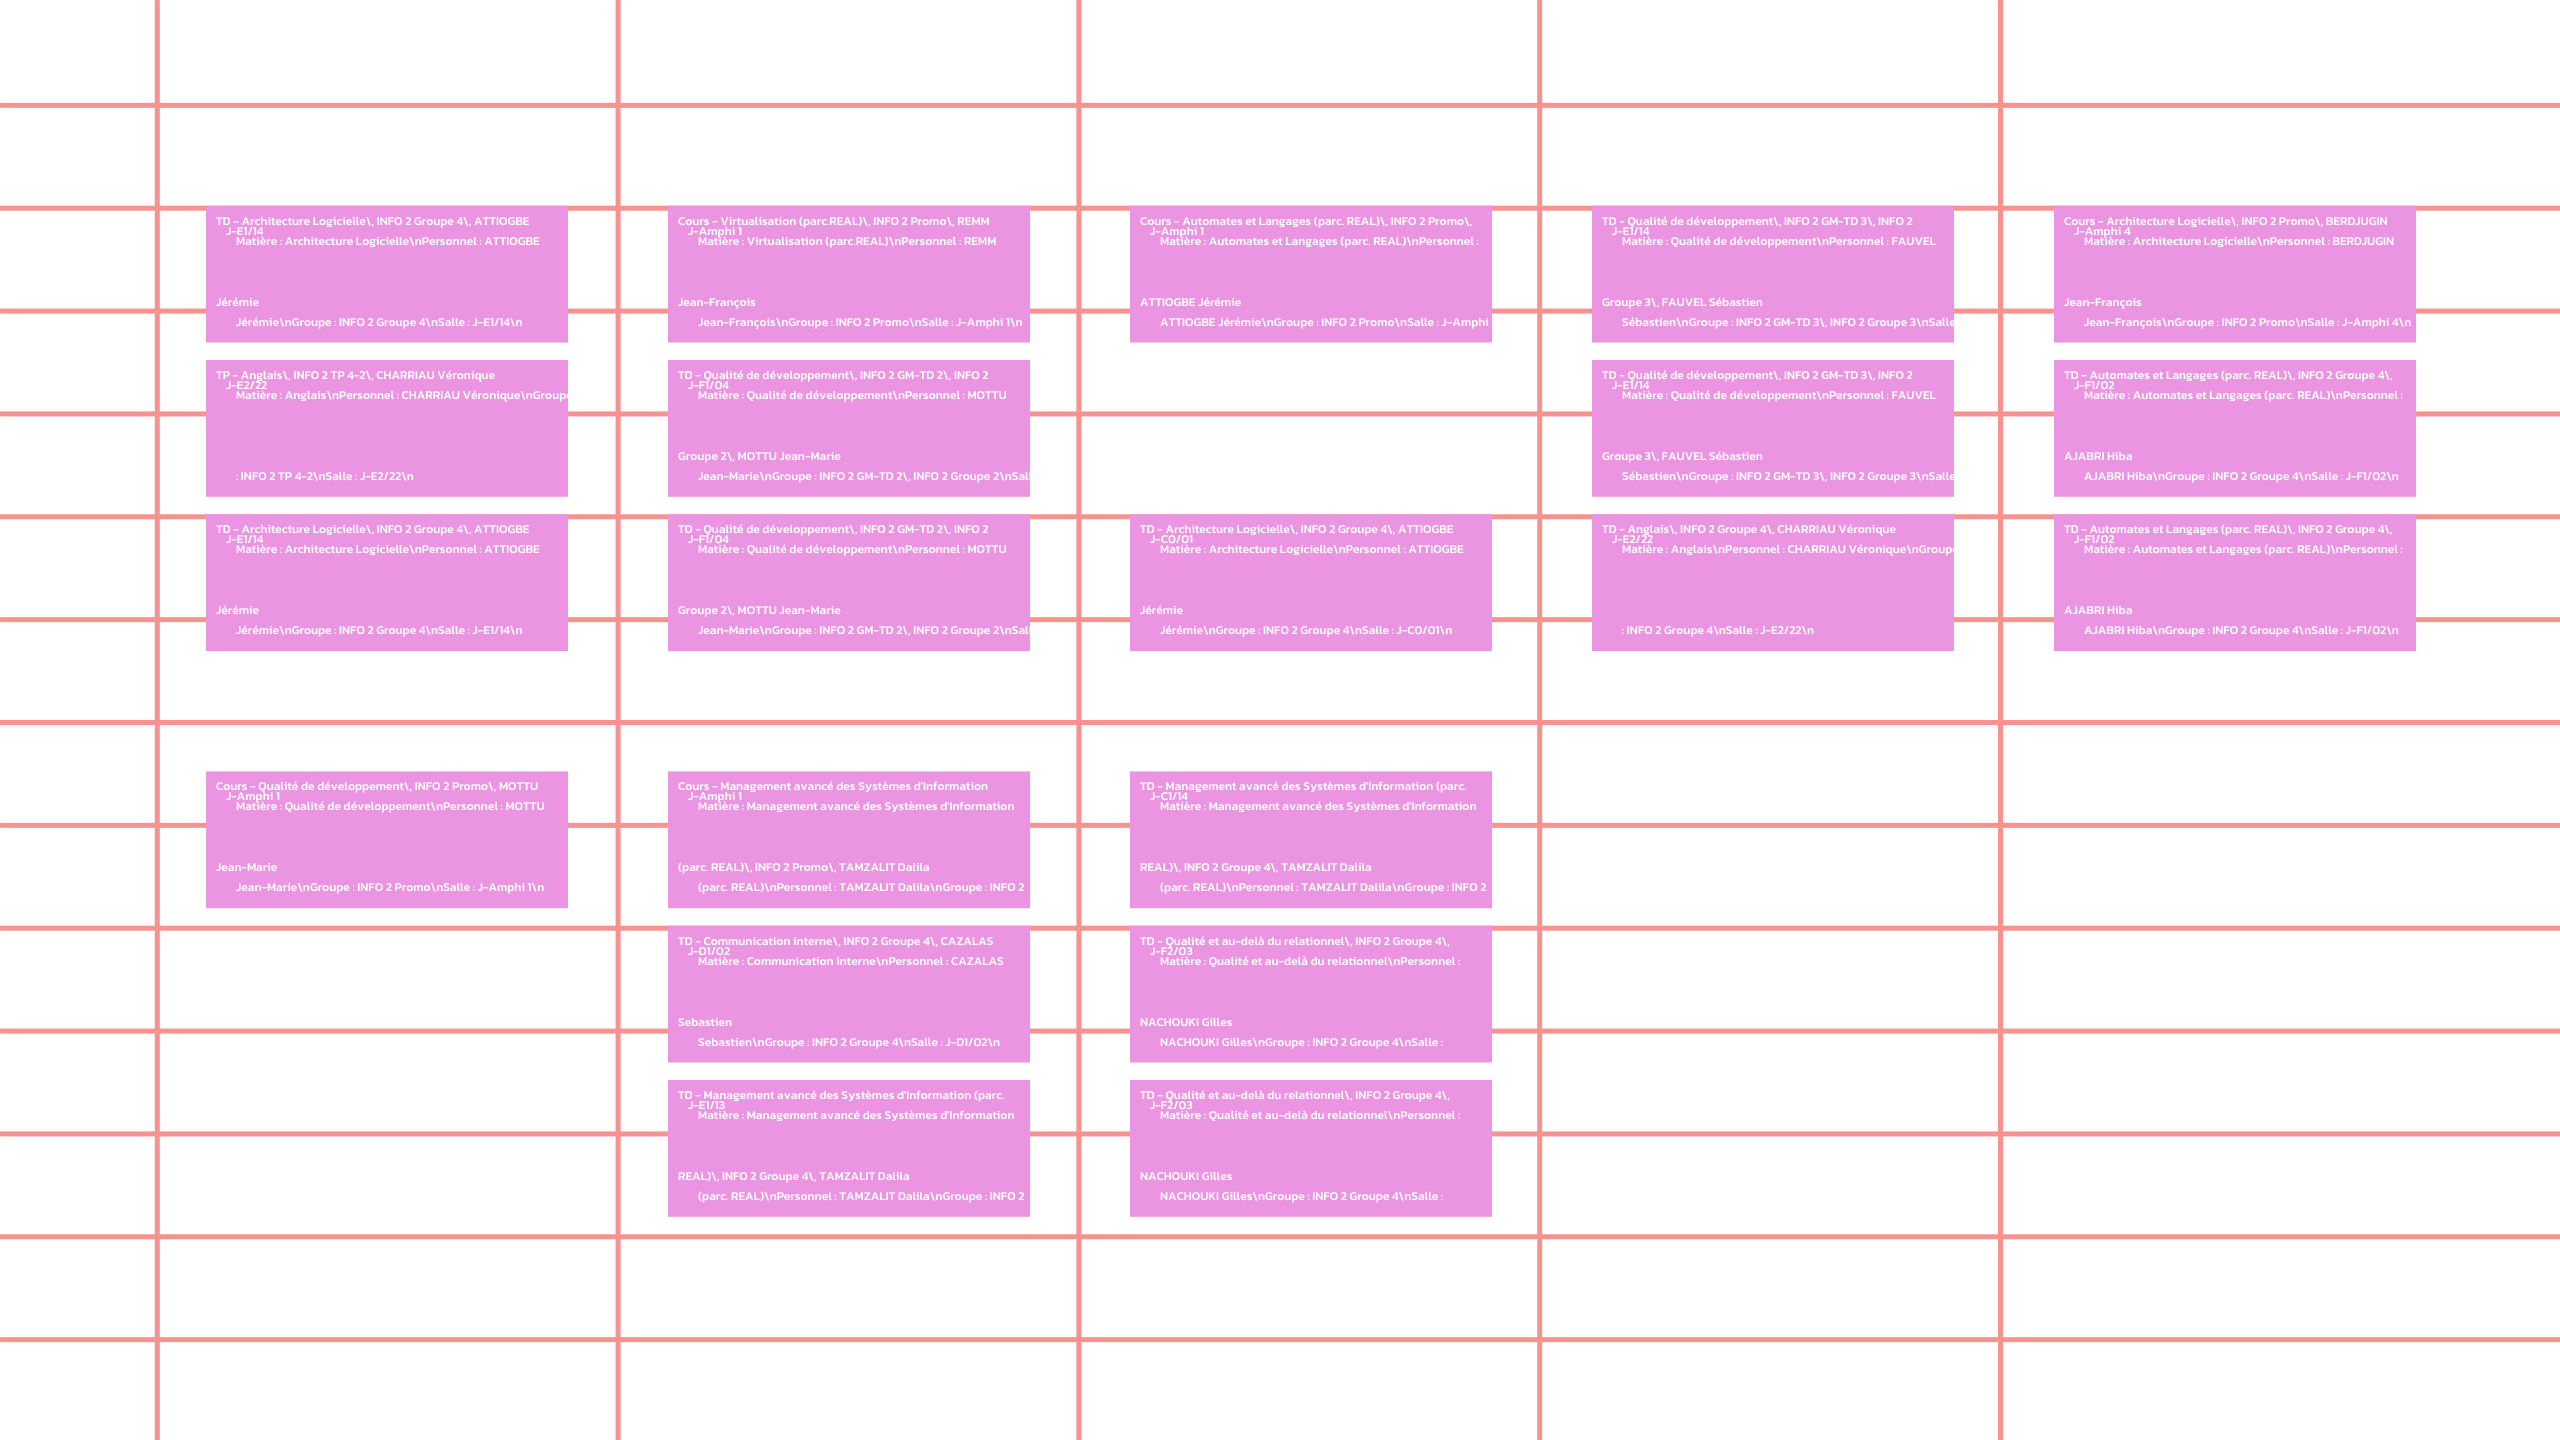 TD - Architecture Logicielle\, INFO 2 Groupe 4\, ATTIOGBE
J-E1/14
Matière : Architecture Logicielle\nPersonnel : ATTIOGBE
Jérémie
Jérémie\nGroupe : INFO 2 Groupe 4\nSalle : J-E1/14\n
Cours - Virtualisation (parc.REAL)\, INFO 2 Promo\, REMM
J-Amphi 1
Matière : Virtualisation (parc.REAL)\nPersonnel : REMM
Jean-François
Jean-François\nGroupe : INFO 2 Promo\nSalle : J-Amphi 1\n
Cours - Automates et Langages (parc. REAL)\, INFO 2 Promo\,
J-Amphi 1
Matière : Automates et Langages (parc. REAL)\nPersonnel :
ATTIOGBE Jérémie
ATTIOGBE Jérémie\nGroupe : INFO 2 Promo\nSalle : J-Amphi
TD - Qualité de développement\, INFO 2 GM-TD 3\, INFO 2
J-E1/14
Matière : Qualité de développement\nPersonnel : FAUVEL
Groupe 3\, FAUVEL Sébastien
Sébastien\nGroupe : INFO 2 GM-TD 3\, INFO 2 Groupe 3\nSalle
Cours - Architecture Logicielle\, INFO 2 Promo\, BERDJUGIN
J-Amphi 4
Matière : Architecture Logicielle\nPersonnel : BERDJUGIN
Jean-François
Jean-François\nGroupe : INFO 2 Promo\nSalle : J-Amphi 4\n
TP - Anglais\, INFO 2 TP 4-2\, CHARRIAU Véronique
J-E2/22
Matière : Anglais\nPersonnel : CHARRIAU Véronique\nGroupe
: INFO 2 TP 4-2\nSalle : J-E2/22\n
TD - Qualité de développement\, INFO 2 GM-TD 2\, INFO 2
J-F1/04
Matière : Qualité de développement\nPersonnel : MOTTU
Groupe 2\, MOTTU Jean-Marie
Jean-Marie\nGroupe : INFO 2 GM-TD 2\, INFO 2 Groupe 2\nSal
TD - Qualité de développement\, INFO 2 GM-TD 3\, INFO 2
J-E1/14
Matière : Qualité de développement\nPersonnel : FAUVEL
Groupe 3\, FAUVEL Sébastien
Sébastien\nGroupe : INFO 2 GM-TD 3\, INFO 2 Groupe 3\nSalle
TD - Automates et Langages (parc. REAL)\, INFO 2 Groupe 4\,
J-F1/02
Matière : Automates et Langages (parc. REAL)\nPersonnel :
AJABRI Hiba
AJABRI Hiba\nGroupe : INFO 2 Groupe 4\nSalle : J-F1/02\n
TD - Architecture Logicielle\, INFO 2 Groupe 4\, ATTIOGBE
J-E1/14
Matière : Architecture Logicielle\nPersonnel : ATTIOGBE
Jérémie
Jérémie\nGroupe : INFO 2 Groupe 4\nSalle : J-E1/14\n
TD - Qualité de développement\, INFO 2 GM-TD 2\, INFO 2
J-F1/04
Matière : Qualité de développement\nPersonnel : MOTTU
Groupe 2\, MOTTU Jean-Marie
Jean-Marie\nGroupe : INFO 2 GM-TD 2\, INFO 2 Groupe 2\nSal
TD - Architecture Logicielle\, INFO 2 Groupe 4\, ATTIOGBE
J-C0/01
Matière : Architecture Logicielle\nPersonnel : ATTIOGBE
Jérémie
Jérémie\nGroupe : INFO 2 Groupe 4\nSalle : J-C0/01\n
TD - Anglais\, INFO 2 Groupe 4\, CHARRIAU Véronique
J-E2/22
Matière : Anglais\nPersonnel : CHARRIAU Véronique\nGroupe
: INFO 2 Groupe 4\nSalle : J-E2/22\n
TD - Automates et Langages (parc. REAL)\, INFO 2 Groupe 4\,
J-F1/02
Matière : Automates et Langages (parc. REAL)\nPersonnel :
AJABRI Hiba
AJABRI Hiba\nGroupe : INFO 2 Groupe 4\nSalle : J-F1/02\n
Cours - Qualité de développement\, INFO 2 Promo\, MOTTU
J-Amphi 1
Matière : Qualité de développement\nPersonnel : MOTTU
Jean-Marie
Jean-Marie\nGroupe : INFO 2 Promo\nSalle : J-Amphi 1\n
Cours - Management avancé des Systèmes d'Information
J-Amphi 1
Matière : Management avancé des Systèmes d'Information
(parc. REAL)\, INFO 2 Promo\, TAMZALIT Dalila
(parc. REAL)\nPersonnel : TAMZALIT Dalila\nGroupe : INFO 2
TD - Management avancé des Systèmes d'Information (parc.
J-C1/14
Matière : Management avancé des Systèmes d'Information
REAL)\, INFO 2 Groupe 4\, TAMZALIT Dalila
(parc. REAL)\nPersonnel : TAMZALIT Dalila\nGroupe : INFO 2
TD - Communication interne\, INFO 2 Groupe 4\, CAZALAS
J-D1/02
Matière : Communication interne\nPersonnel : CAZALAS
Sebastien
Sebastien\nGroupe : INFO 2 Groupe 4\nSalle : J-D1/02\n
TD - Qualité et au-delà du relationnel\, INFO 2 Groupe 4\,
J-F2/03
Matière : Qualité et au-delà du relationnel\nPersonnel :
NACHOUKI Gilles
NACHOUKI Gilles\nGroupe : INFO 2 Groupe 4\nSalle :
TD - Management avancé des Systèmes d'Information (parc.
J-E1/13
Matière : Management avancé des Systèmes d'Information
REAL)\, INFO 2 Groupe 4\, TAMZALIT Dalila
(parc. REAL)\nPersonnel : TAMZALIT Dalila\nGroupe : INFO 2
TD - Qualité et au-delà du relationnel\, INFO 2 Groupe 4\,
J-F2/03
Matière : Qualité et au-delà du relationnel\nPersonnel :
NACHOUKI Gilles
NACHOUKI Gilles\nGroupe : INFO 2 Groupe 4\nSalle :